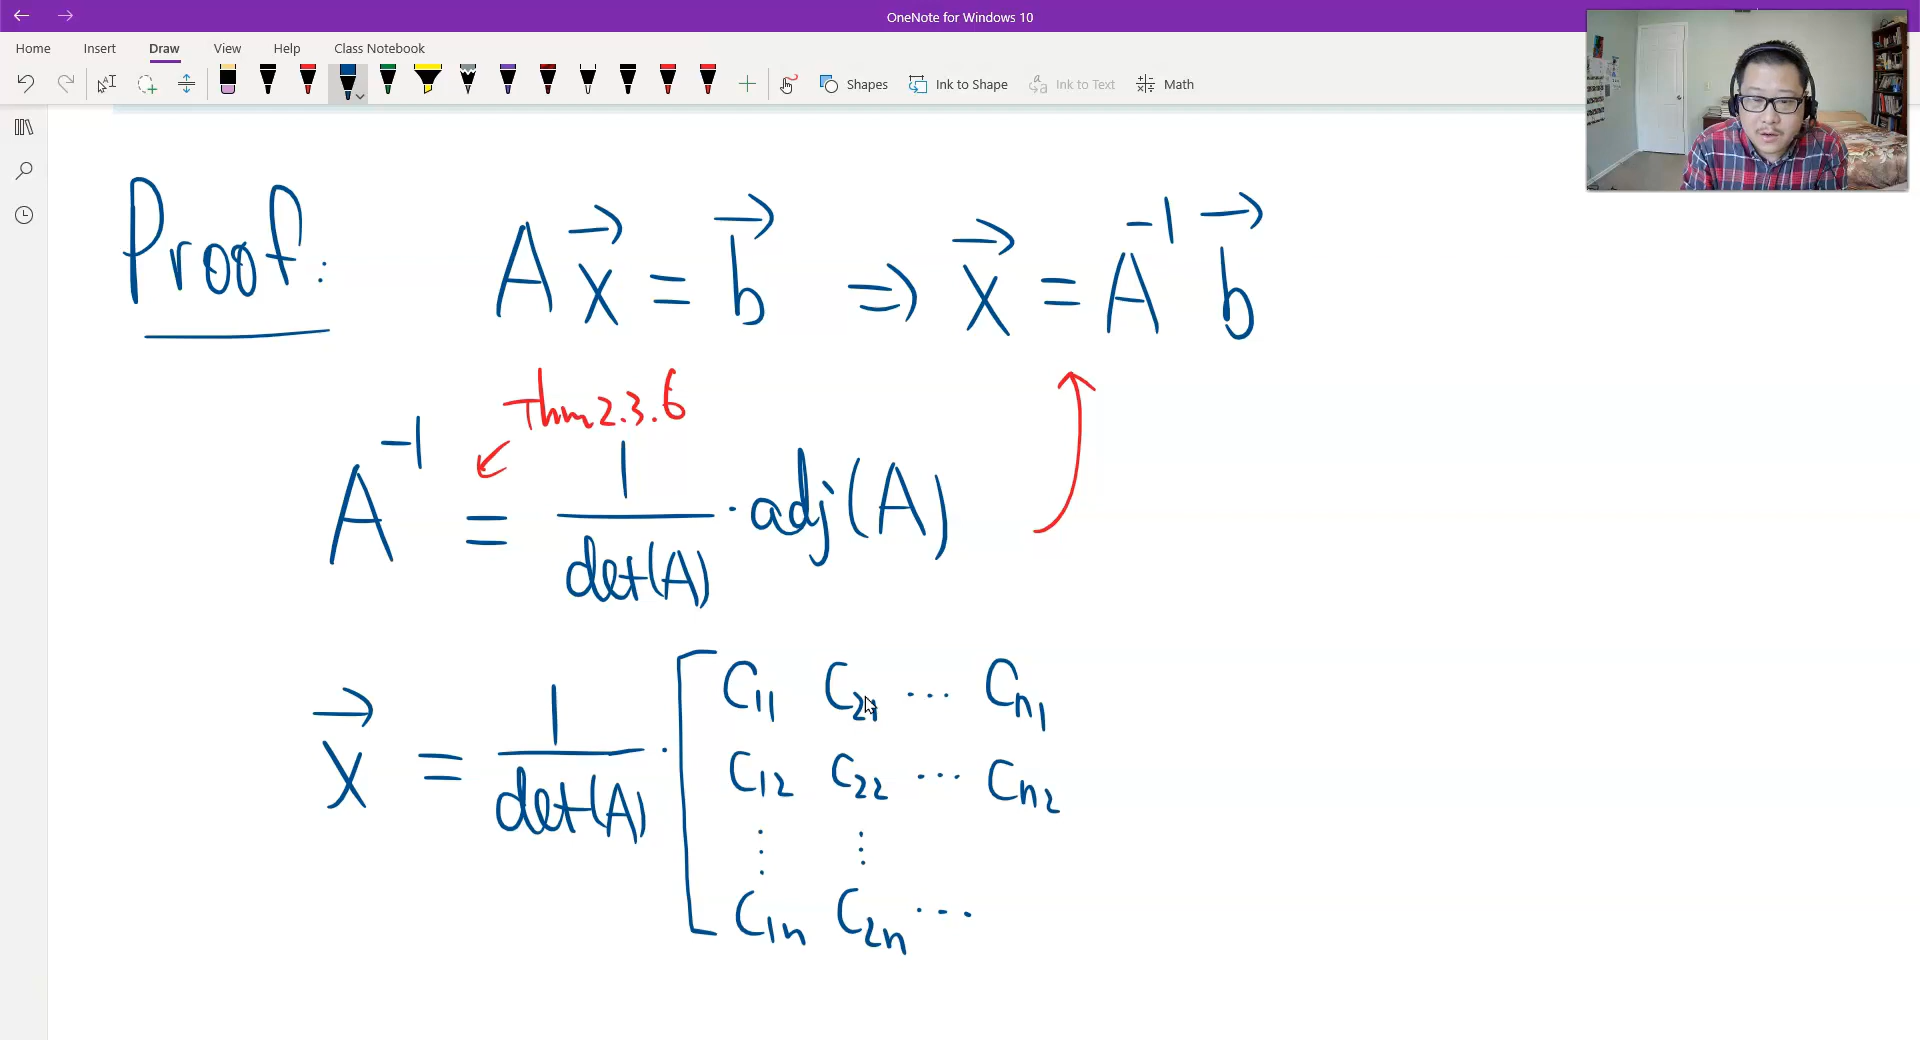 OneNote for Windows 10
Home Insert Draw View Help Class Notebook
Shapes Ink to Shape Ink to Text Math
Proof:
A x⃗ = b⃗ ⇒ x⃗ = A⁻¹ b⃗
Thm 2.3.6
A⁻¹ = 1/det(A) · adj(A)
x⃗ = 1/det(A) · [
C₁₁ C₂₁ ... Cₙ₁
C₁₂ C₂₂ ... Cₙ₂
⋮ ⋮
C₁ₙ C₂ₙ ...